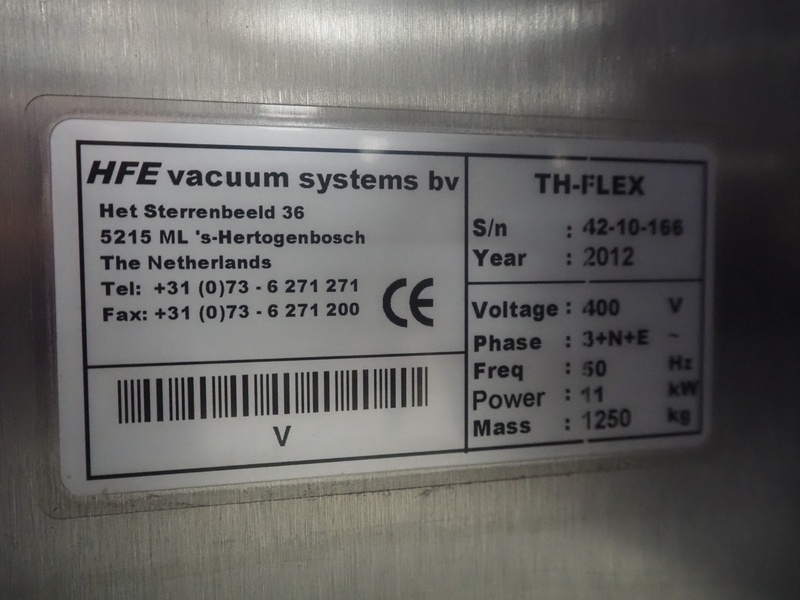 HFE vacuum systems bv
Het Sterrenbeeld 36
5215 ML 's-Hertogenbosch
The Netherlands
Tel: +31 (0)73 - 6 271 271
Fax: +31 (0)73 - 6 271 200
CE
V
TH-FLEX
S/n : 42-10-166
Year : 2012
Voltage : 400 V
Phase : 3+N+E ~
Freq : 50 Hz
Power : 11 kW
Mass : 1250 kg